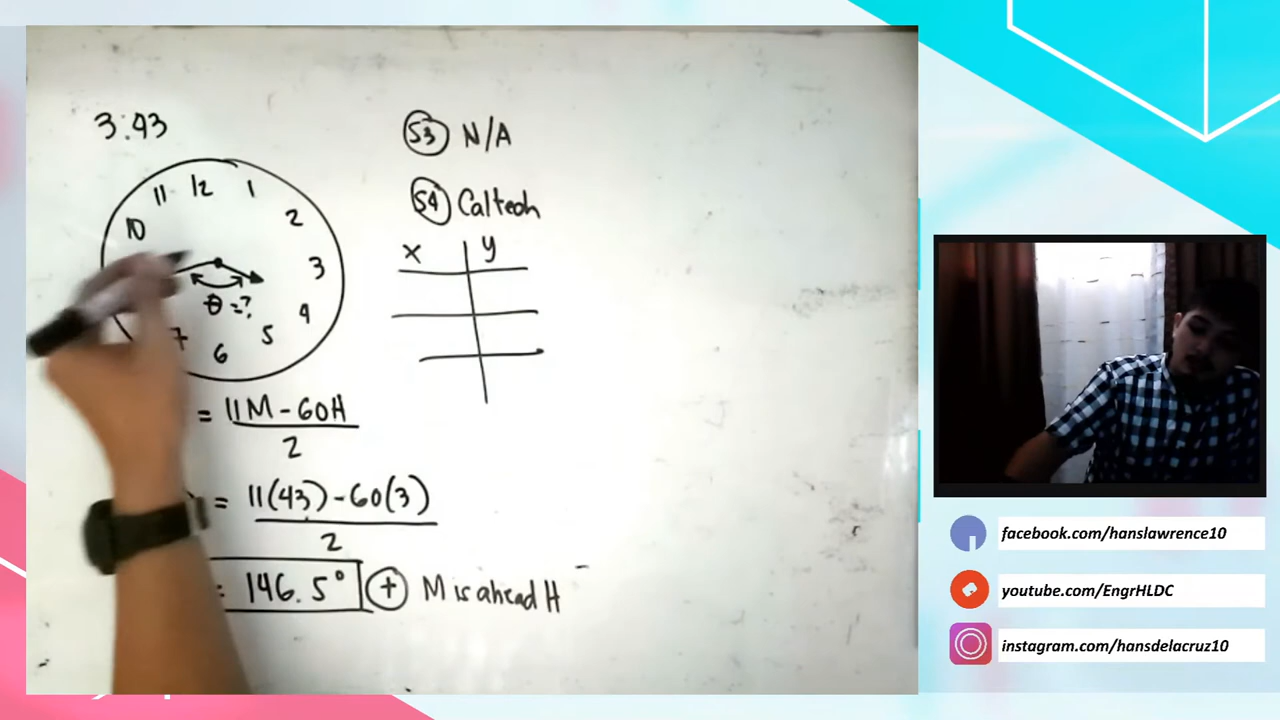 3:43
11 12 1
10 2
3
4
7 6 5
θ =?
= 11M - 60H
2
= 11(43) - 60(3)
2
= 146.5° (+) M is ahead H
53 N/A
54 Caltech
x y
facebook.com/hanslawrence10
youtube.com/EngrHLDC
instagram.com/hansdelacruz10